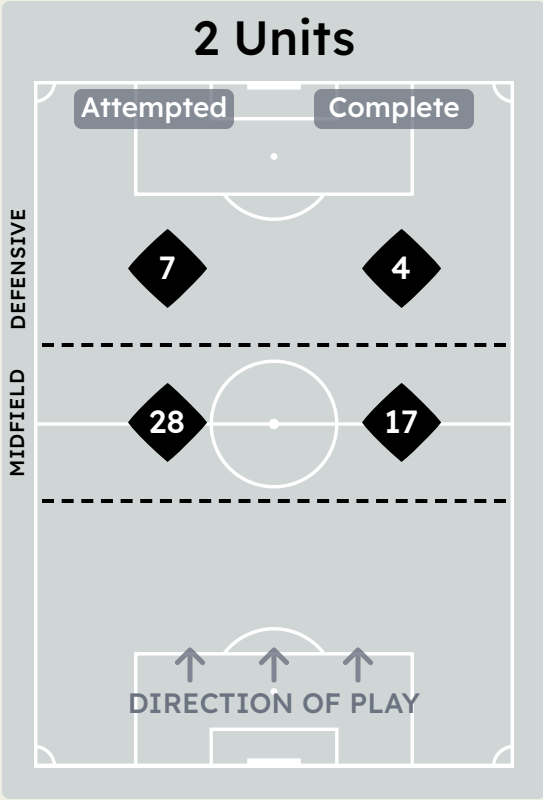 2 Units
Attempted
Complete
DEFENSIVE
7
4
MIDFIELD
28
17
DIRECTION OF PLAY